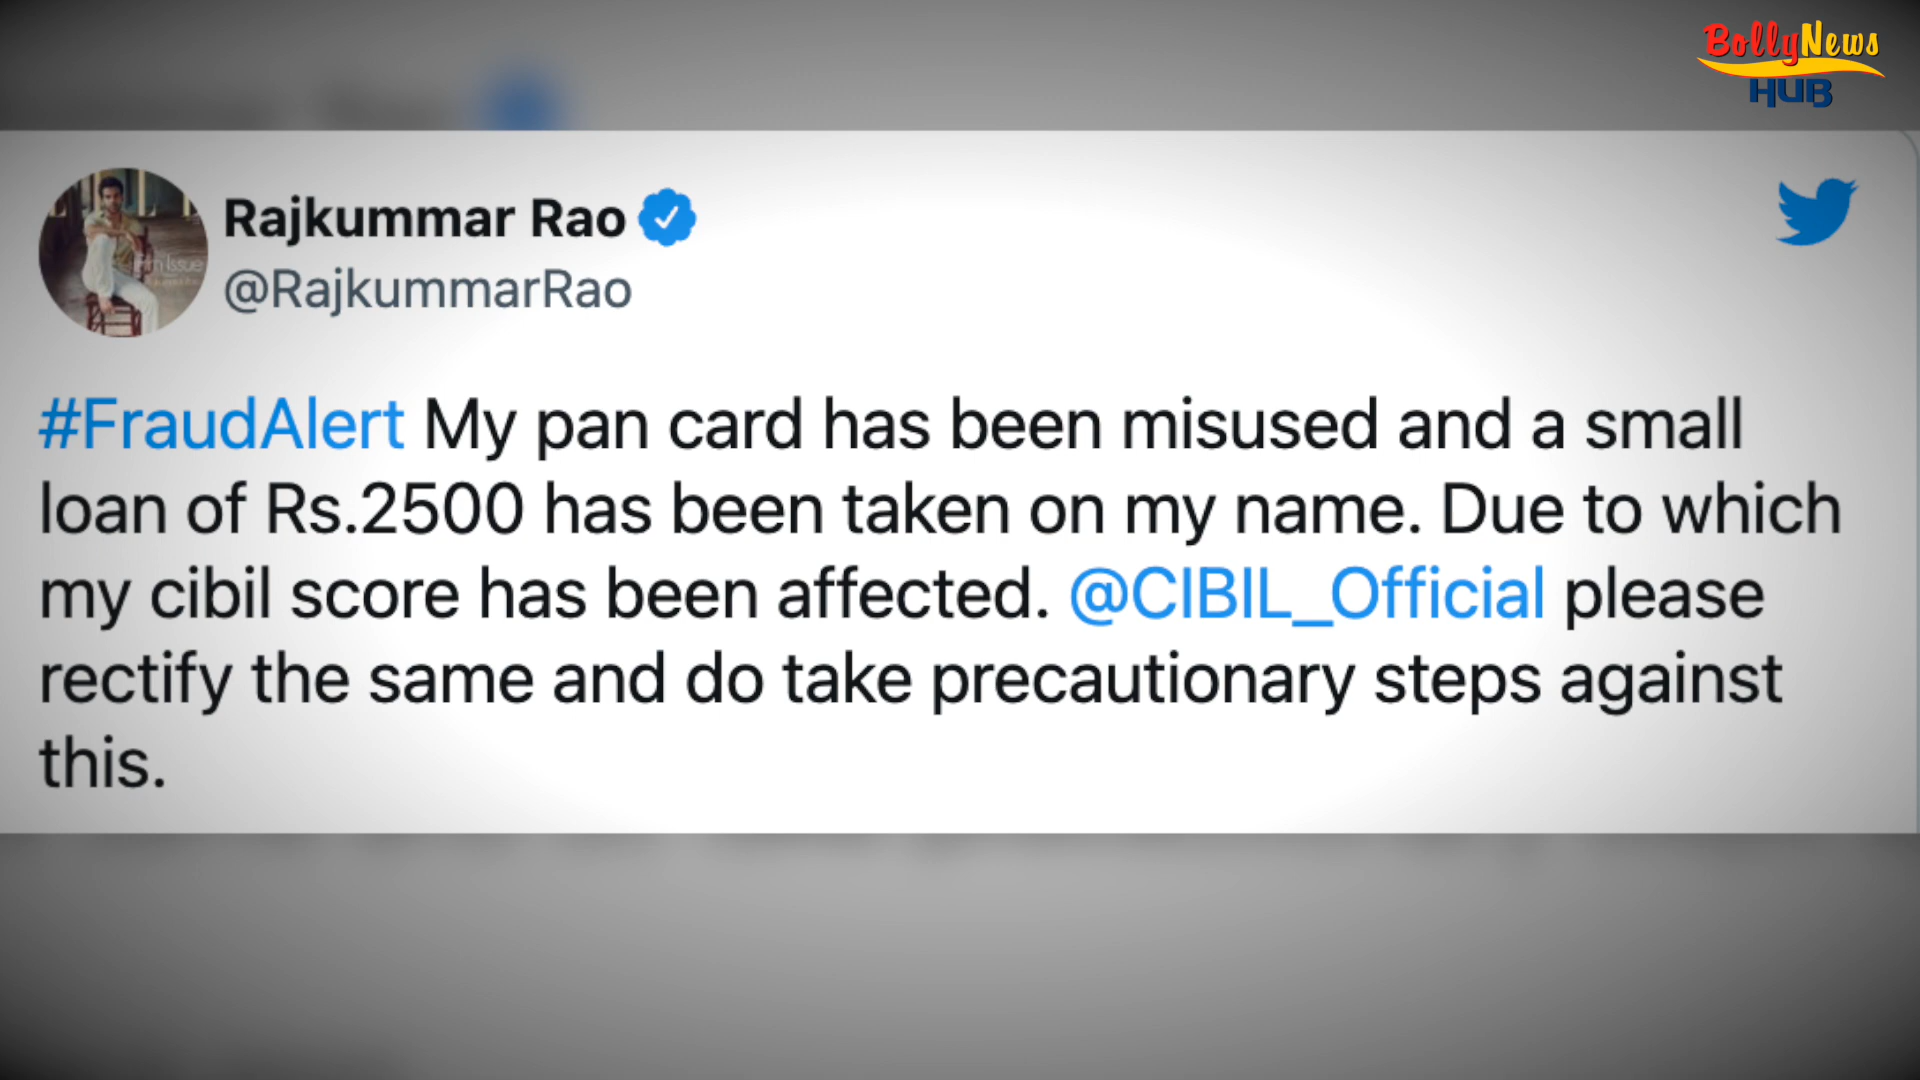 BollyNews
HUB
Rajkummar Rao
@RajkummarRao
#FraudAlert My pan card has been misused and a small
loan of Rs.2500 has been taken on my name. Due to which
my cibil score has been affected. @CIBIL_Official please
rectify the same and do take precautionary steps against
this.